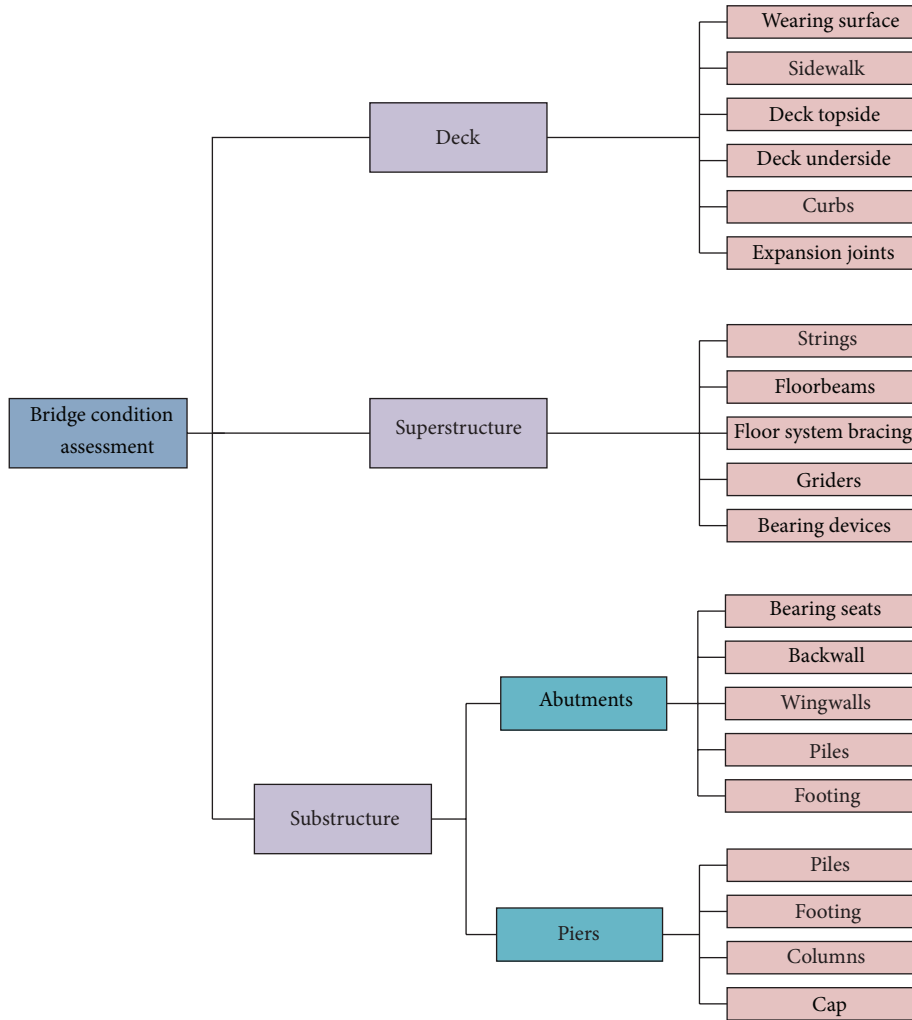 Bridge condition
assessment
Deck
Wearing surface
Sidewalk
Deck topside
Deck underside
Curbs
Expansion joints
Superstructure
Strings
Floorbeams
Floor system bracing
Griders
Bearing devices
Substructure
Abutments
Bearing seats
Backwall
Wingwalls
Piles
Footing
Piers
Piles
Footing
Columns
Cap